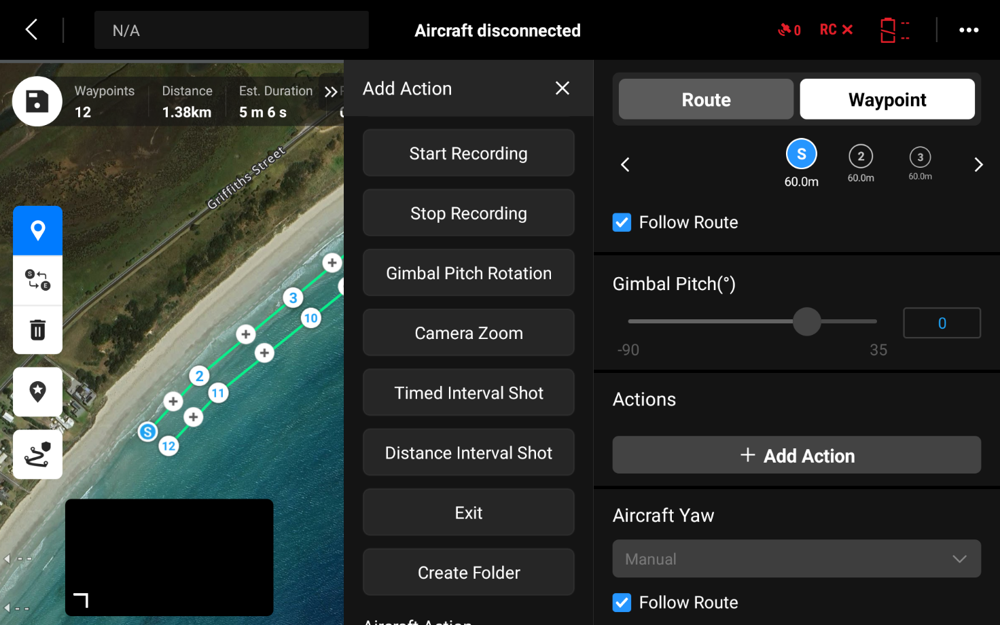 N/A
Aircraft disconnected
0
RC
Waypoints
12
Distance
1.38km
Est. Duration
5 m 6 s
Griffiths Street
3
10
2
11
S
12
S
E
Add Action
Start Recording
Stop Recording
Gimbal Pitch Rotation
Camera Zoom
Timed Interval Shot
Distance Interval Shot
Exit
Create Folder
Aircraft Action
Route
Waypoint
S
60.0m
2
60.0m
3
60.0m
Follow Route
Gimbal Pitch(°)
0
-90
35
Actions
+ Add Action
Aircraft Yaw
Manual
Follow Route